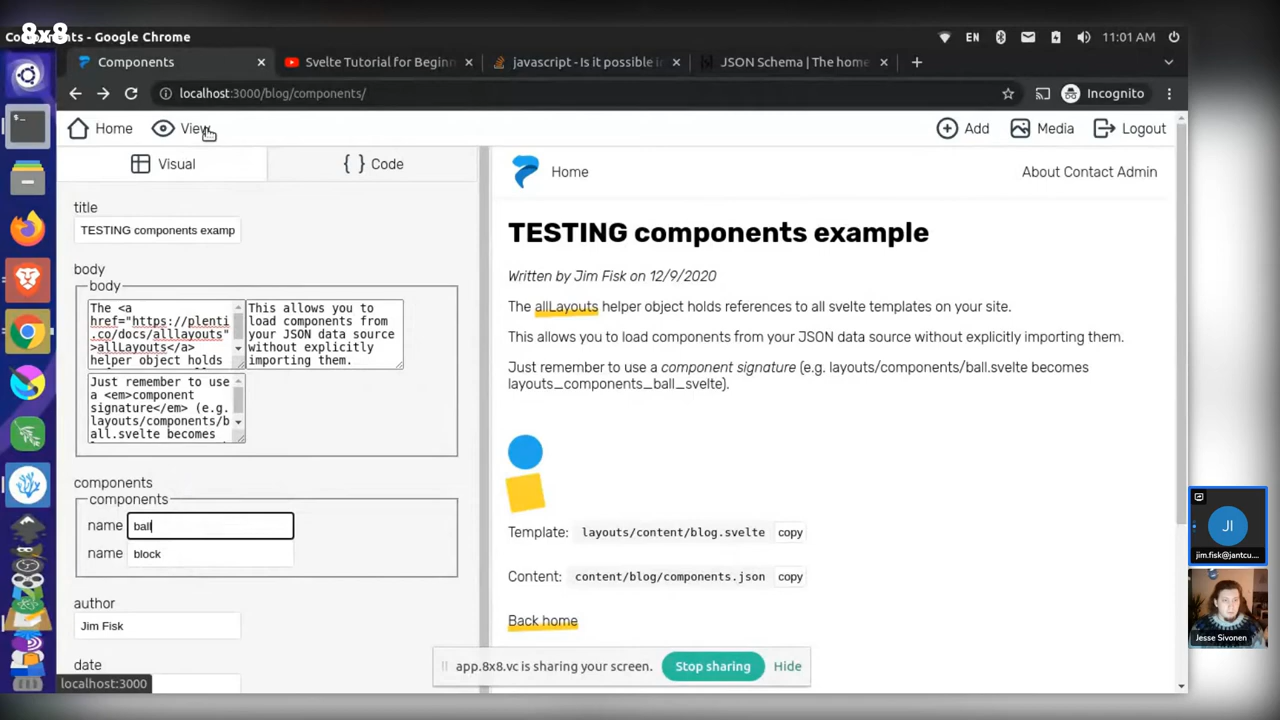 8x8
Components - Google Chrome
EN
11:01 AM
Components
Svelte Tutorial for Beginn
javascript - Is it possible i
JSON Schema | The home
localhost:3000/blog/components/
Incognito
Home
View
Add
Media
Logout
Visual
{ } Code
Home
About Contact Admin
title
TESTING components examp
TESTING components example
Written by Jim Fisk on 12/9/2020
body
body
The <a
href="https://plenti
.co/docs/alllayouts"
>allLayouts</a>
helper object holds
This allows you to
load components from
your JSON data source
without explicitly
importing them.
Just remember to use
a <em>component
signature</em> (e.g.
layouts/components/b
all.svelte becomes
The allLayouts helper object holds references to all svelte templates on your site.
This allows you to load components from your JSON data source without explicitly importing them.
Just remember to use a component signature (e.g. layouts/components/ball.svelte becomes
layouts_components_ball_svelte).
components
components
name ball
name block
Template: layouts/content/blog.svelte copy
Content: content/blog/components.json copy
author
Jim Fisk
Back home
date
app.8x8.vc is sharing your screen.
Stop sharing
Hide
localhost:3000
JI
jim.fisk@jantcu....
Jesse Sivonen